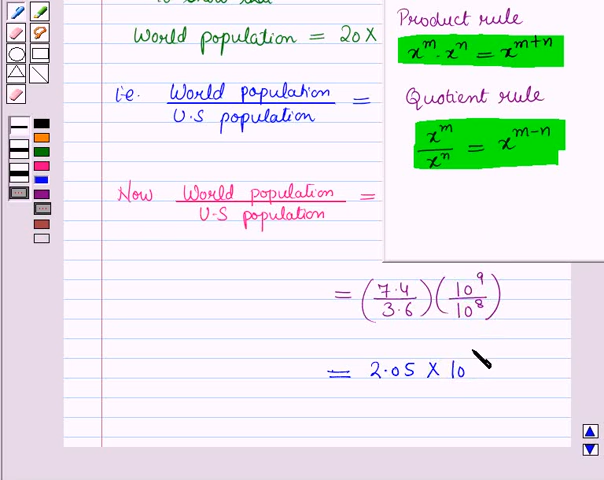 World population = 20 X
i.e. World population =
U.S population
Now World population =
U.S population
= (7.4/3.6) (10^9/10^8)
= 2.05 X 10
Product rule
x^m . x^n = x^{m+n}
Quotient rule
x^m/x^n = x^{m-n}